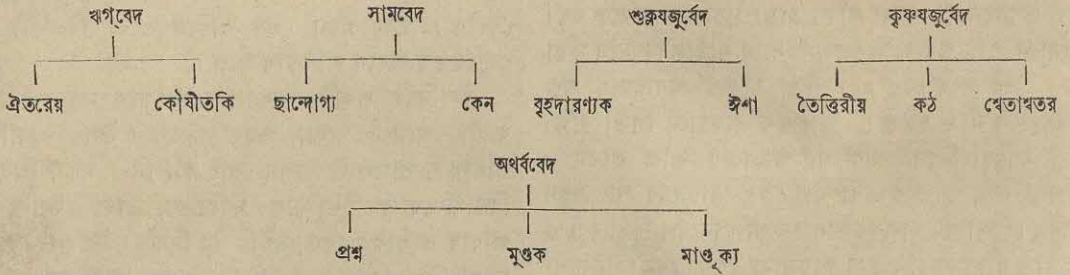 ঋগ্‌বেদ সামবেদ শুক্লযজূর্বেদ কৃষ্ণযজূর্বেদ
ঐতরেয় কৌষীতকি ছান্দোগ্য কেন বৃহদারণ্যক ঈশা তৈত্তিরীয় কঠ শ্বেতাশ্বতর
অথর্ববেদ
প্রশ্ন মুণ্ডক মাণ্ডূক্য